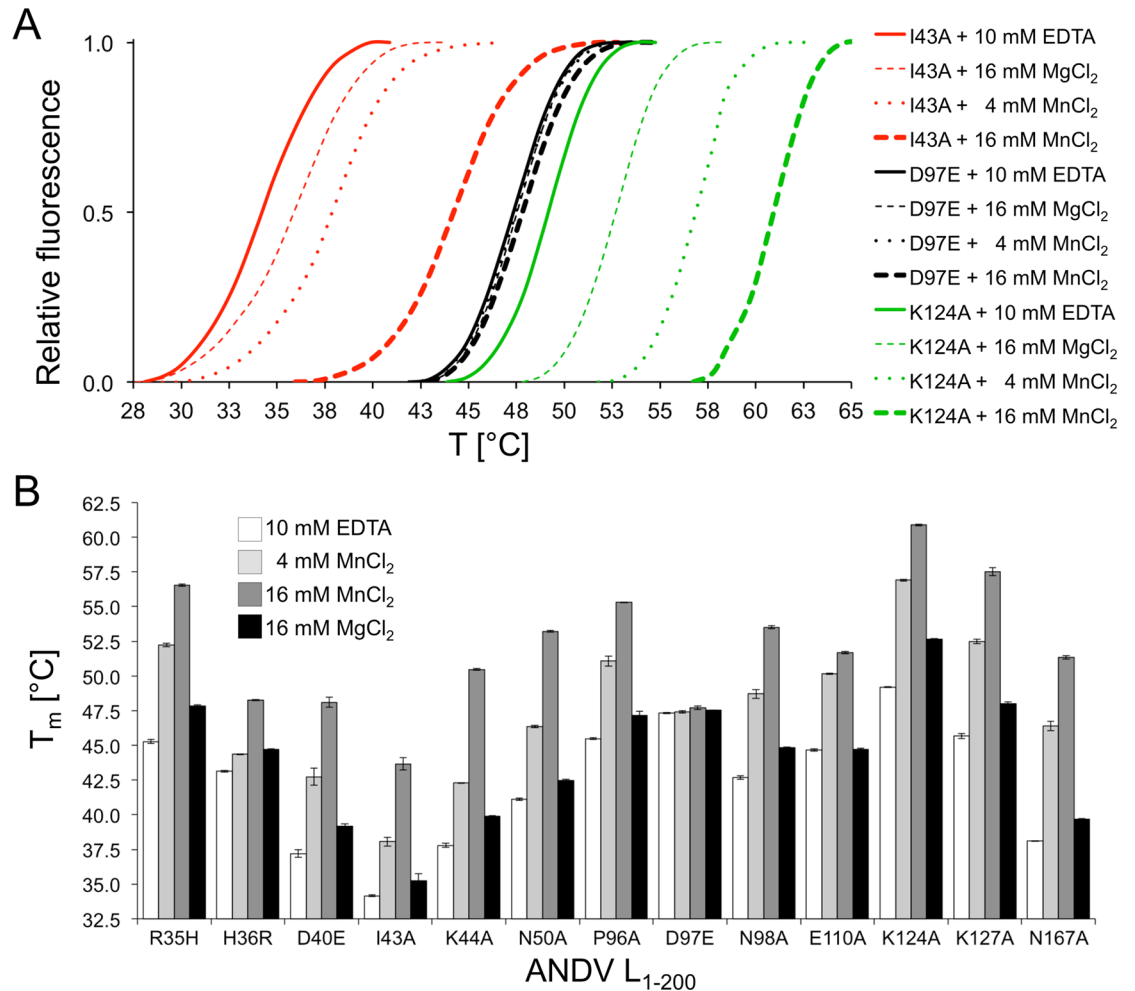 A
Relative fluorescence
1.0
0.5
0.0
28 30 33 35 38 40 43 45 48 50 53 55 58 60 63 65
T [°C]
I43A + 10 mM EDTA
I43A + 16 mM MgCl₂
I43A + 4 mM MnCl₂
I43A + 16 mM MnCl₂
D97E + 10 mM EDTA
D97E + 16 mM MgCl₂
D97E + 4 mM MnCl₂
D97E + 16 mM MnCl₂
K124A + 10 mM EDTA
K124A + 16 mM MgCl₂
K124A + 4 mM MnCl₂
K124A + 16 mM MnCl₂
B
Tₘ [°C]
62.5
60.0
57.5
55.0
52.5
50.0
47.5
45.0
42.5
40.0
37.5
35.0
32.5
10 mM EDTA
4 mM MnCl₂
16 mM MnCl₂
16 mM MgCl₂
R35H H36R D40E I43A K44A N50A P96A D97E N98A E110A K124A K127A N167A
ANDV L₁₋₂₀₀